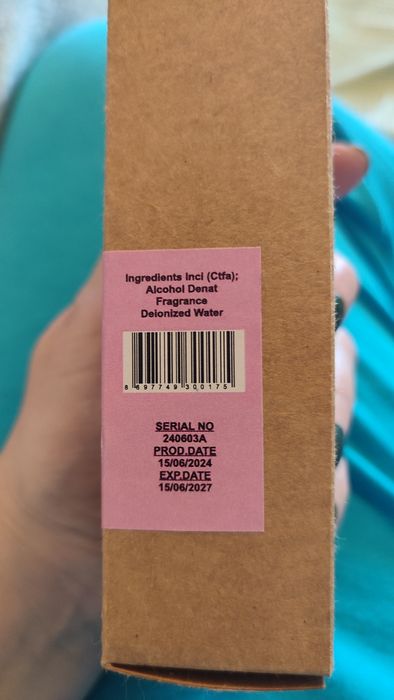 Ingredients Inci (Ctfa);
Alcohol Denat
Fragrance
Deionized Water
8 697749 300175
SERIAL NO
240603A
PROD.DATE
15/06/2024
EXP.DATE
15/06/2027